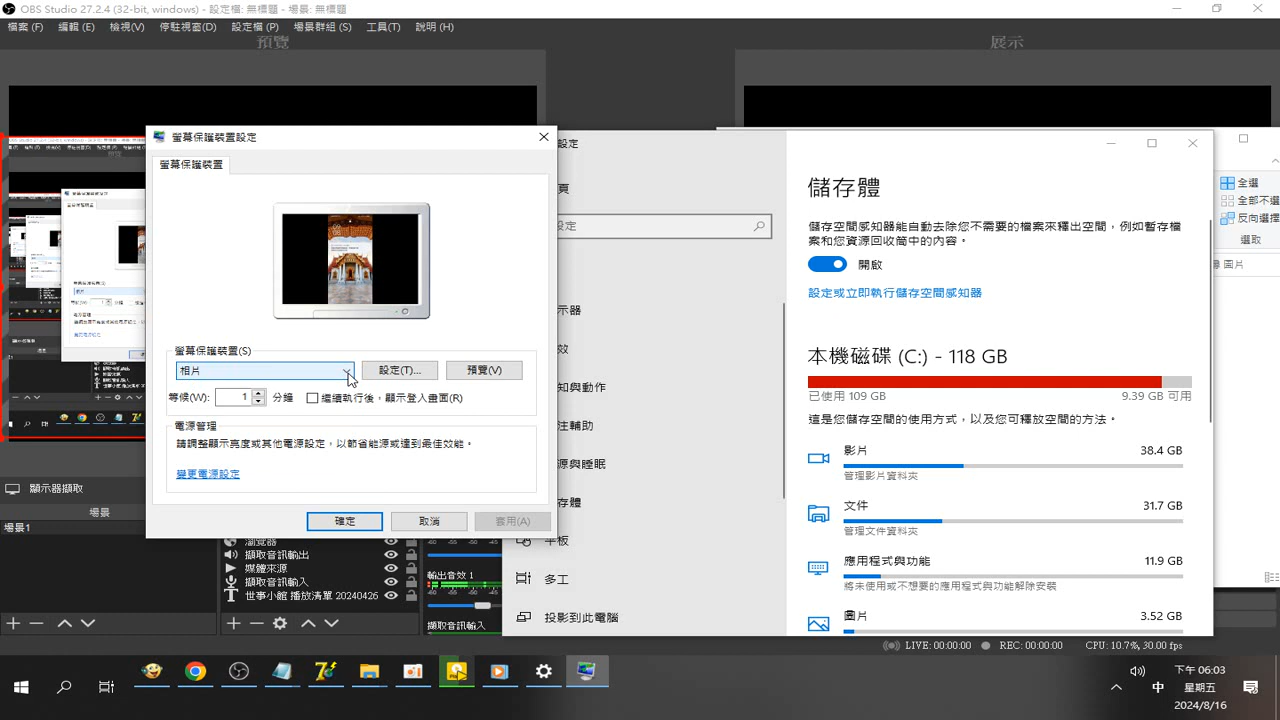 OBS Studio 27.2.4 (32-bit, windows) - 設定檔: 無標題 - 場景: 無標題
檔案 (F) 編輯 (E) 檢視(V) 停駐視窗(D) 設定檔 (P) 場景群組 (S) 工具(T) 說明 (H)
預覽
展示
螢幕保護裝置設定
螢幕保護裝置
螢幕保護裝置(S)
相片
設定(T)...
預覽(V)
等候(W):
1
分鐘
繼續執行後，顯示登入畫面(R)
電源管理
請調整顯示亮度或其他電源設定，以節省能源或達到最佳效能。
變更電源設定
確定
取消
套用(A)
設定
頁
設定
示器
效
知與動作
注輔助
源與睡眠
存體
平板
多工
投影到此電腦
儲存體
儲存空間感知器能自動去除您不需要的檔案來釋出空間，例如暫存檔
案和您資源回收筒中的內容。
開啟
設定或立即執行儲存空間感知器
本機磁碟 (C:) - 118 GB
已使用 109 GB
9.39 GB 可用
這是您儲存空間的使用方式，以及您可釋放空間的方法。
影片
38.4 GB
管理影片資料夾
文件
31.7 GB
管理文件資料夾
應用程式與功能
11.9 GB
將未使用或不想要的應用程式與功能解除安裝
圖片
3.52 GB
全選
全部不選
反向選擇
選取
圖片
顯示器擷取
場景
場景1
瀏覽器
擷取音訊輸出
媒體來源
擷取音訊輸入
世事小館 播放清單 20240426
-60 -55 -50
輸出音效 1
擷取音訊輸入
LIVE: 00:00:00
REC: 00:00:00
CPU: 10.7%, 30.00 fps
下午 06:03
中
星期五
2024/8/16